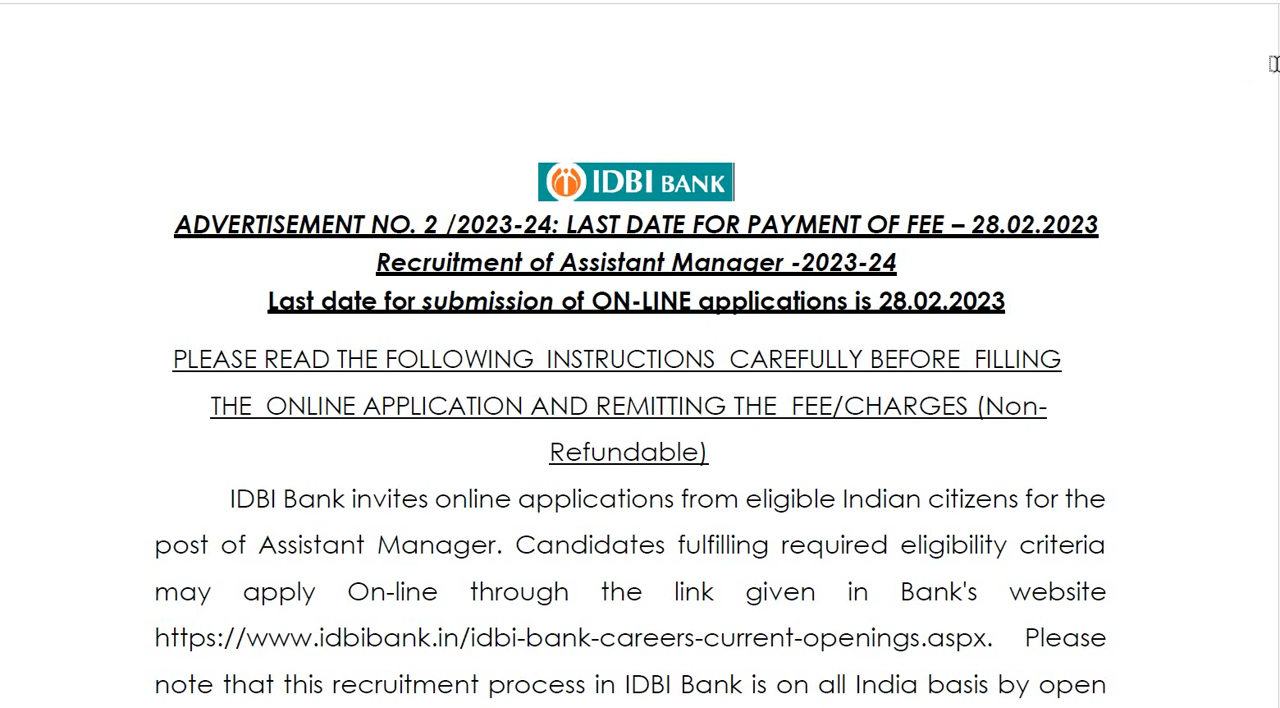 IDBI BANK
ADVERTISEMENT NO. 2 /2023-24: LAST DATE FOR PAYMENT OF FEE – 28.02.2023
Recruitment of Assistant Manager -2023-24
Last date for submission of ON-LINE applications is 28.02.2023
PLEASE READ THE FOLLOWING INSTRUCTIONS CAREFULLY BEFORE FILLING
THE ONLINE APPLICATION AND REMITTING THE FEE/CHARGES (Non-
Refundable)
IDBI Bank invites online applications from eligible Indian citizens for the
post of Assistant Manager. Candidates fulfilling required eligibility criteria
may apply On-line through the link given in Bank's website
https://www.idbibank.in/idbi-bank-careers-current-openings.aspx. Please
note that this recruitment process in IDBI Bank is on all India basis by open